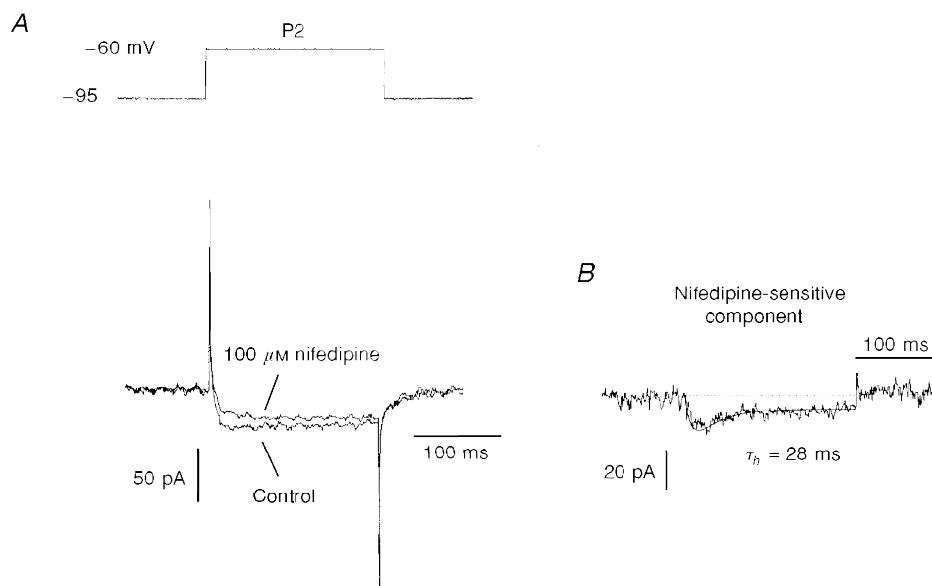 A
P2
−60 mV
−95
100 μM nifedipine
100 ms
50 pA
Control
B
Nifedipine-sensitive
component
100 ms
τh = 28 ms
20 pA